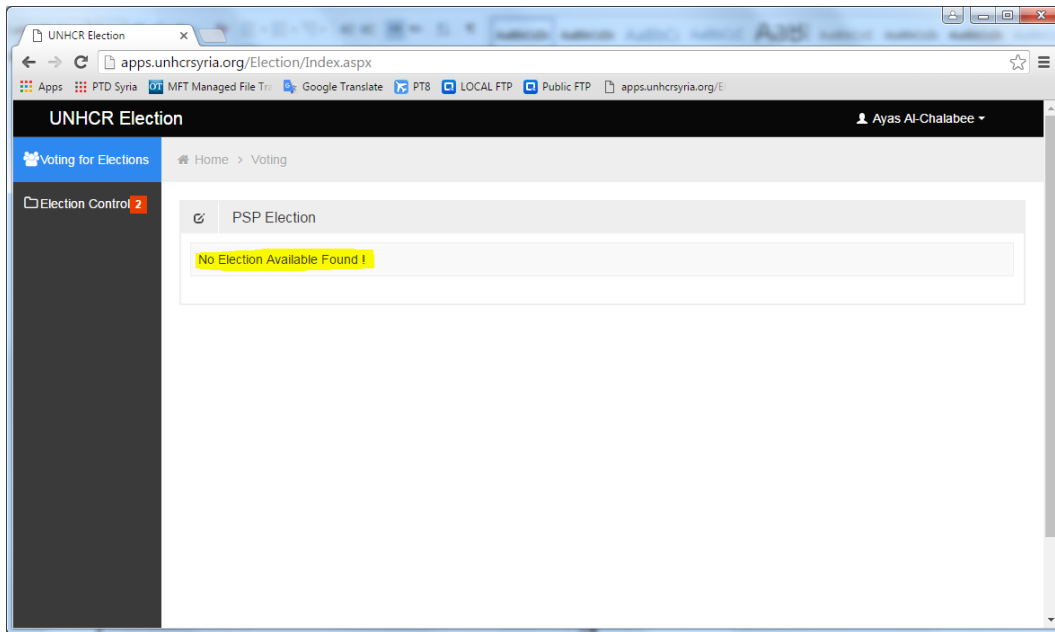 UNHCR Election
apps.unhcrsyria.org/Election/Index.aspx
Apps PTD Syria OT MFT Managed File Tra Google Translate PT8 LOCAL FTP Public FTP apps.unhcrsyria.org/E
UNHCR Election
Ayas Al-Chalabee
Voting for Elections
Home > Voting
Election Control 2
PSP Election
No Election Available Found !